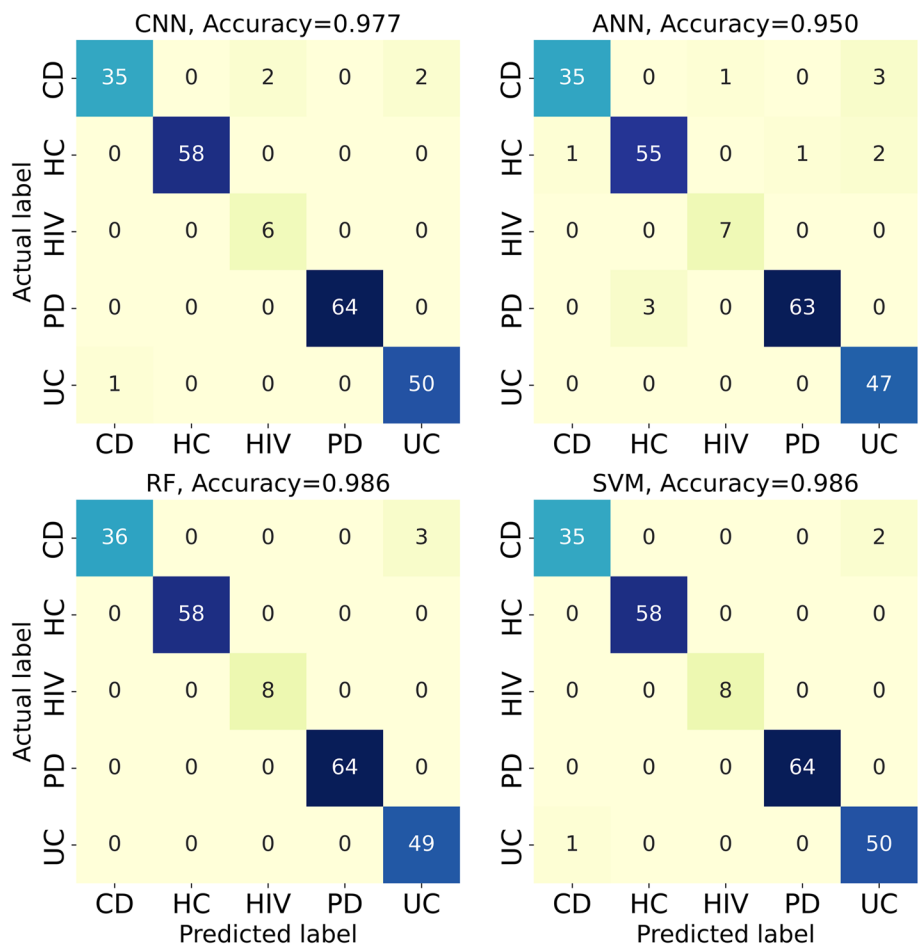 CNN, Accuracy=0.977
CD 35 0 2 0 2
HC 0 58 0 0 0
HIV 0 0 6 0 0
PD 0 0 0 64 0
UC 1 0 0 0 50
CD HC HIV PD UC
Actual label
ANN, Accuracy=0.950
CD 35 0 1 0 3
HC 1 55 0 1 2
HIV 0 0 7 0 0
PD 0 3 0 63 0
UC 0 0 0 0 47
CD HC HIV PD UC
RF, Accuracy=0.986
CD 36 0 0 0 3
HC 0 58 0 0 0
HIV 0 0 8 0 0
PD 0 0 0 64 0
UC 0 0 0 0 49
CD HC HIV PD UC
Actual label
Predicted label
SVM, Accuracy=0.986
CD 35 0 0 0 2
HC 0 58 0 0 0
HIV 0 0 8 0 0
PD 0 0 0 64 0
UC 1 0 0 0 50
CD HC HIV PD UC
Predicted label